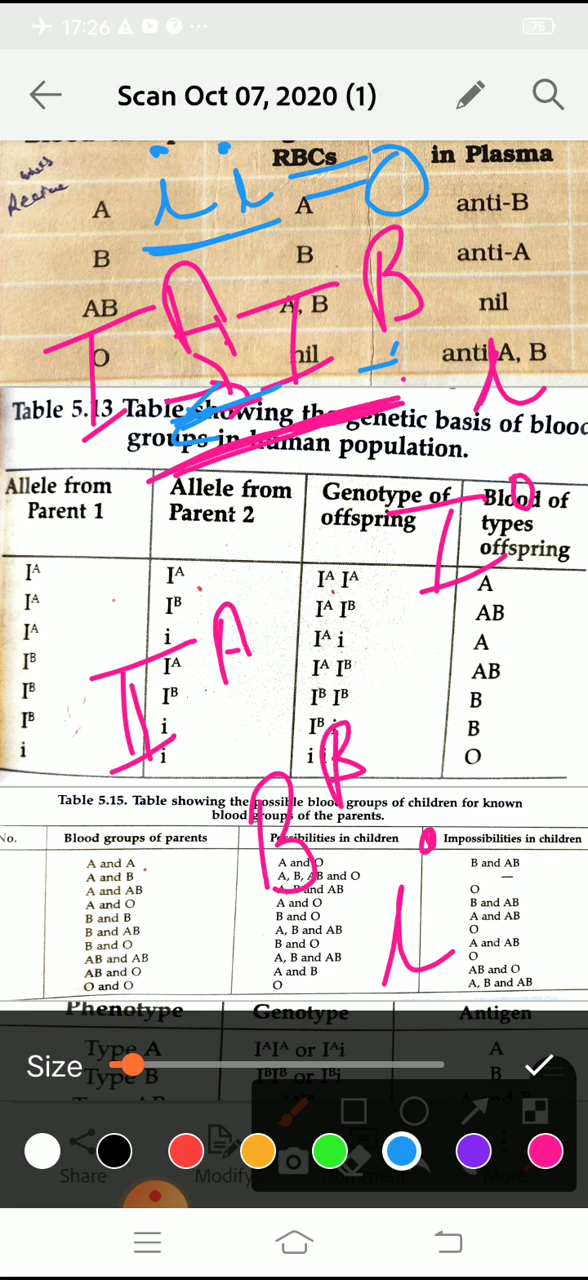 17:26
75
Scan Oct 07, 2020 (1)
RBCs in Plasma
A A anti-B
B B anti-A
AB A, B nil
O nil anti A, B
i i = O
I A I B i
Table 5.13 Table showing the genetic basis of blood
groups in human population.
Allele from Parent 1 Allele from Parent 2 Genotype of offspring Blood of types offspring
Iᴬ Iᴬ Iᴬ Iᴬ A
Iᴬ Iᴮ Iᴬ Iᴮ AB
Iᴬ i Iᴬ i A
Iᴮ Iᴬ Iᴬ Iᴮ AB
Iᴮ Iᴮ Iᴮ Iᴮ B
Iᴮ i Iᴮ i B
i i i O
I O
I A
B
B
i
Table 5.15. Table showing the possible blood groups of children for known
blood groups of the parents.
No. Blood groups of parents Possibilities in children Impossibilities in children
A and A A and O B and AB
A and B A, B, AB and O —
A and AB A, B and AB O
A and O A and O B and AB
B and B B and O A and AB
B and AB A, B and AB O
B and O B and O A and AB
AB and AB A, B and AB O
AB and O A and B AB and O
O and O O A, B and AB
Phenotype Genotype Antigen
Type A IᴬIᴬ or Iᴬi A
Type B IᴮIᴮ or Iᴮi B
Size
Share Modify More